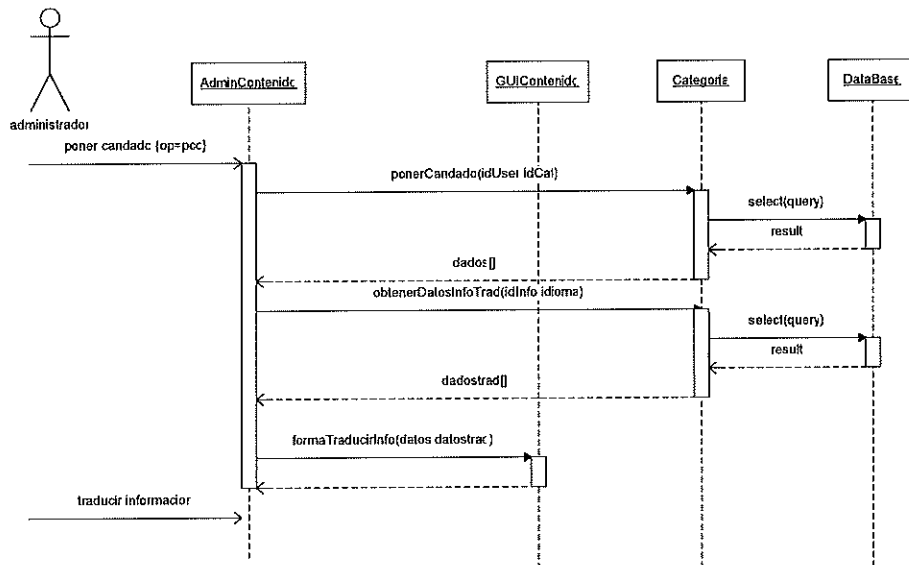 AdminContenido
GUIContenido
Categoria
DataBase
administrador
poner candado {op=pcc}
ponerCandado(idUser idCat)
select(query)
result
dados[]
obtenerDatosInfoTrad(idInfo idioma)
select(query)
result
dadostrad[]
formaTraducirInfo(datos datostrad)
traducir informacion